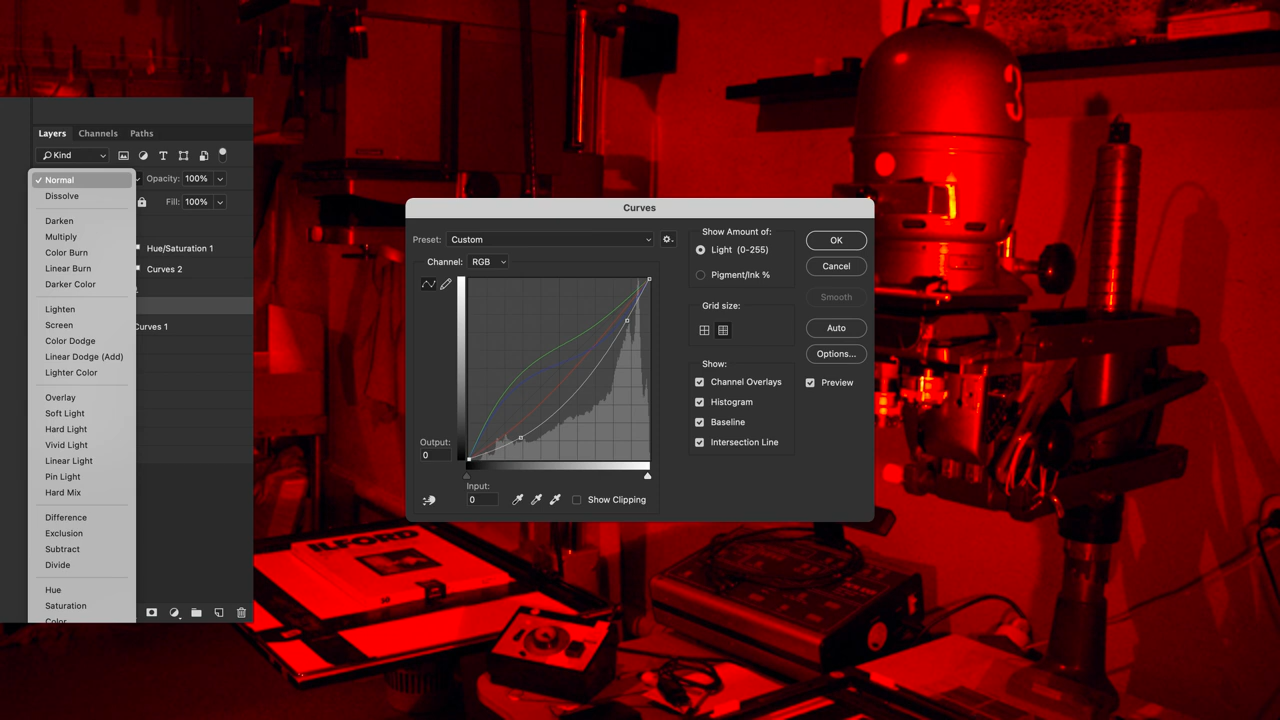 Layers Channels Paths
Kind
Normal
Opacity: 100%
Dissolve
Fill: 100%
Darken
Multiply
Hue/Saturation 1
Color Burn
Linear Burn
Curves 2
Darker Color
Lighten
Screen
Curves 1
Color Dodge
Linear Dodge (Add)
Lighter Color
Overlay
Soft Light
Hard Light
Vivid Light
Linear Light
Pin Light
Hard Mix
Difference
Exclusion
Subtract
Divide
Hue
Saturation
Color
Curves
Preset: Custom
Channel: RGB
Output:
0
Input:
0
Show Clipping
Show Amount of:
Light (0-255)
Pigment/Ink %
Grid size:
Show:
Channel Overlays
Histogram
Baseline
Intersection Line
OK
Cancel
Smooth
Auto
Options...
Preview
3
ILFORD